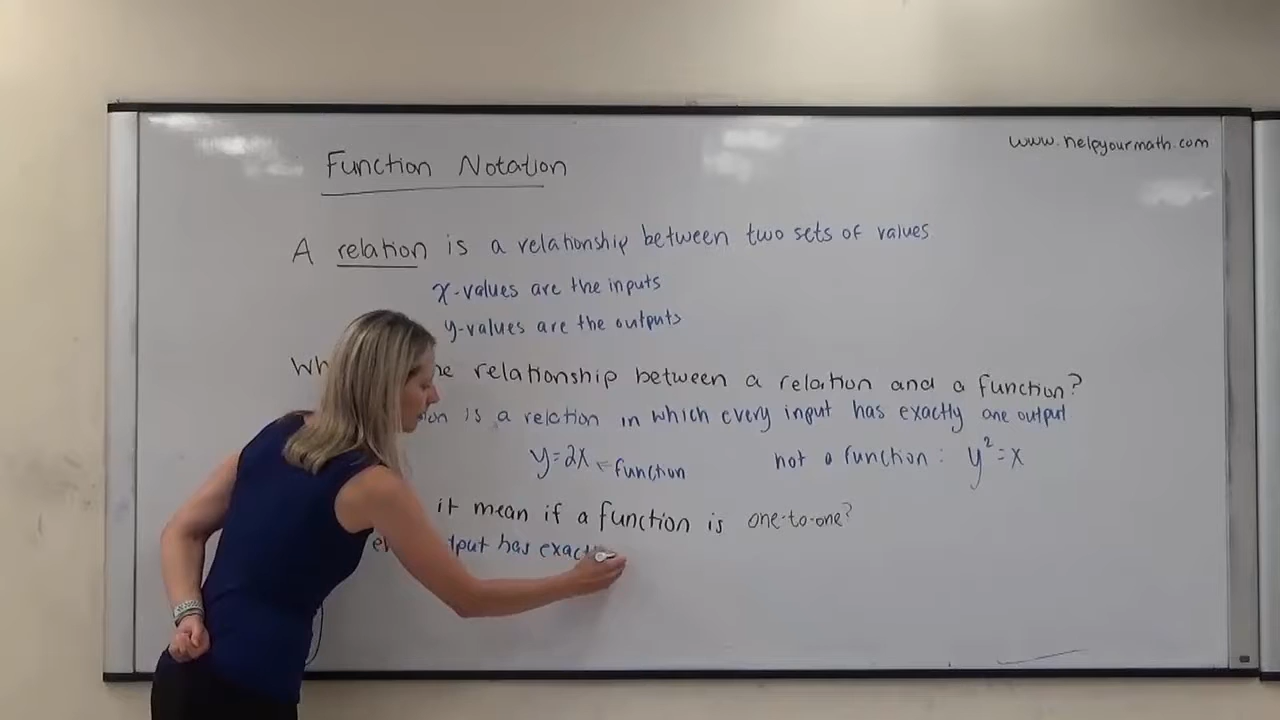 www.helpyourmath.com
Function Notation
A relation is a relationship between two sets of values
x-values are the inputs
y-values are the outputs
relationship between a relation and a function?
is a relation in which every input has exactly one output
y=2x ← function not a function: y²=x
it mean if a function is one-to-one?
has